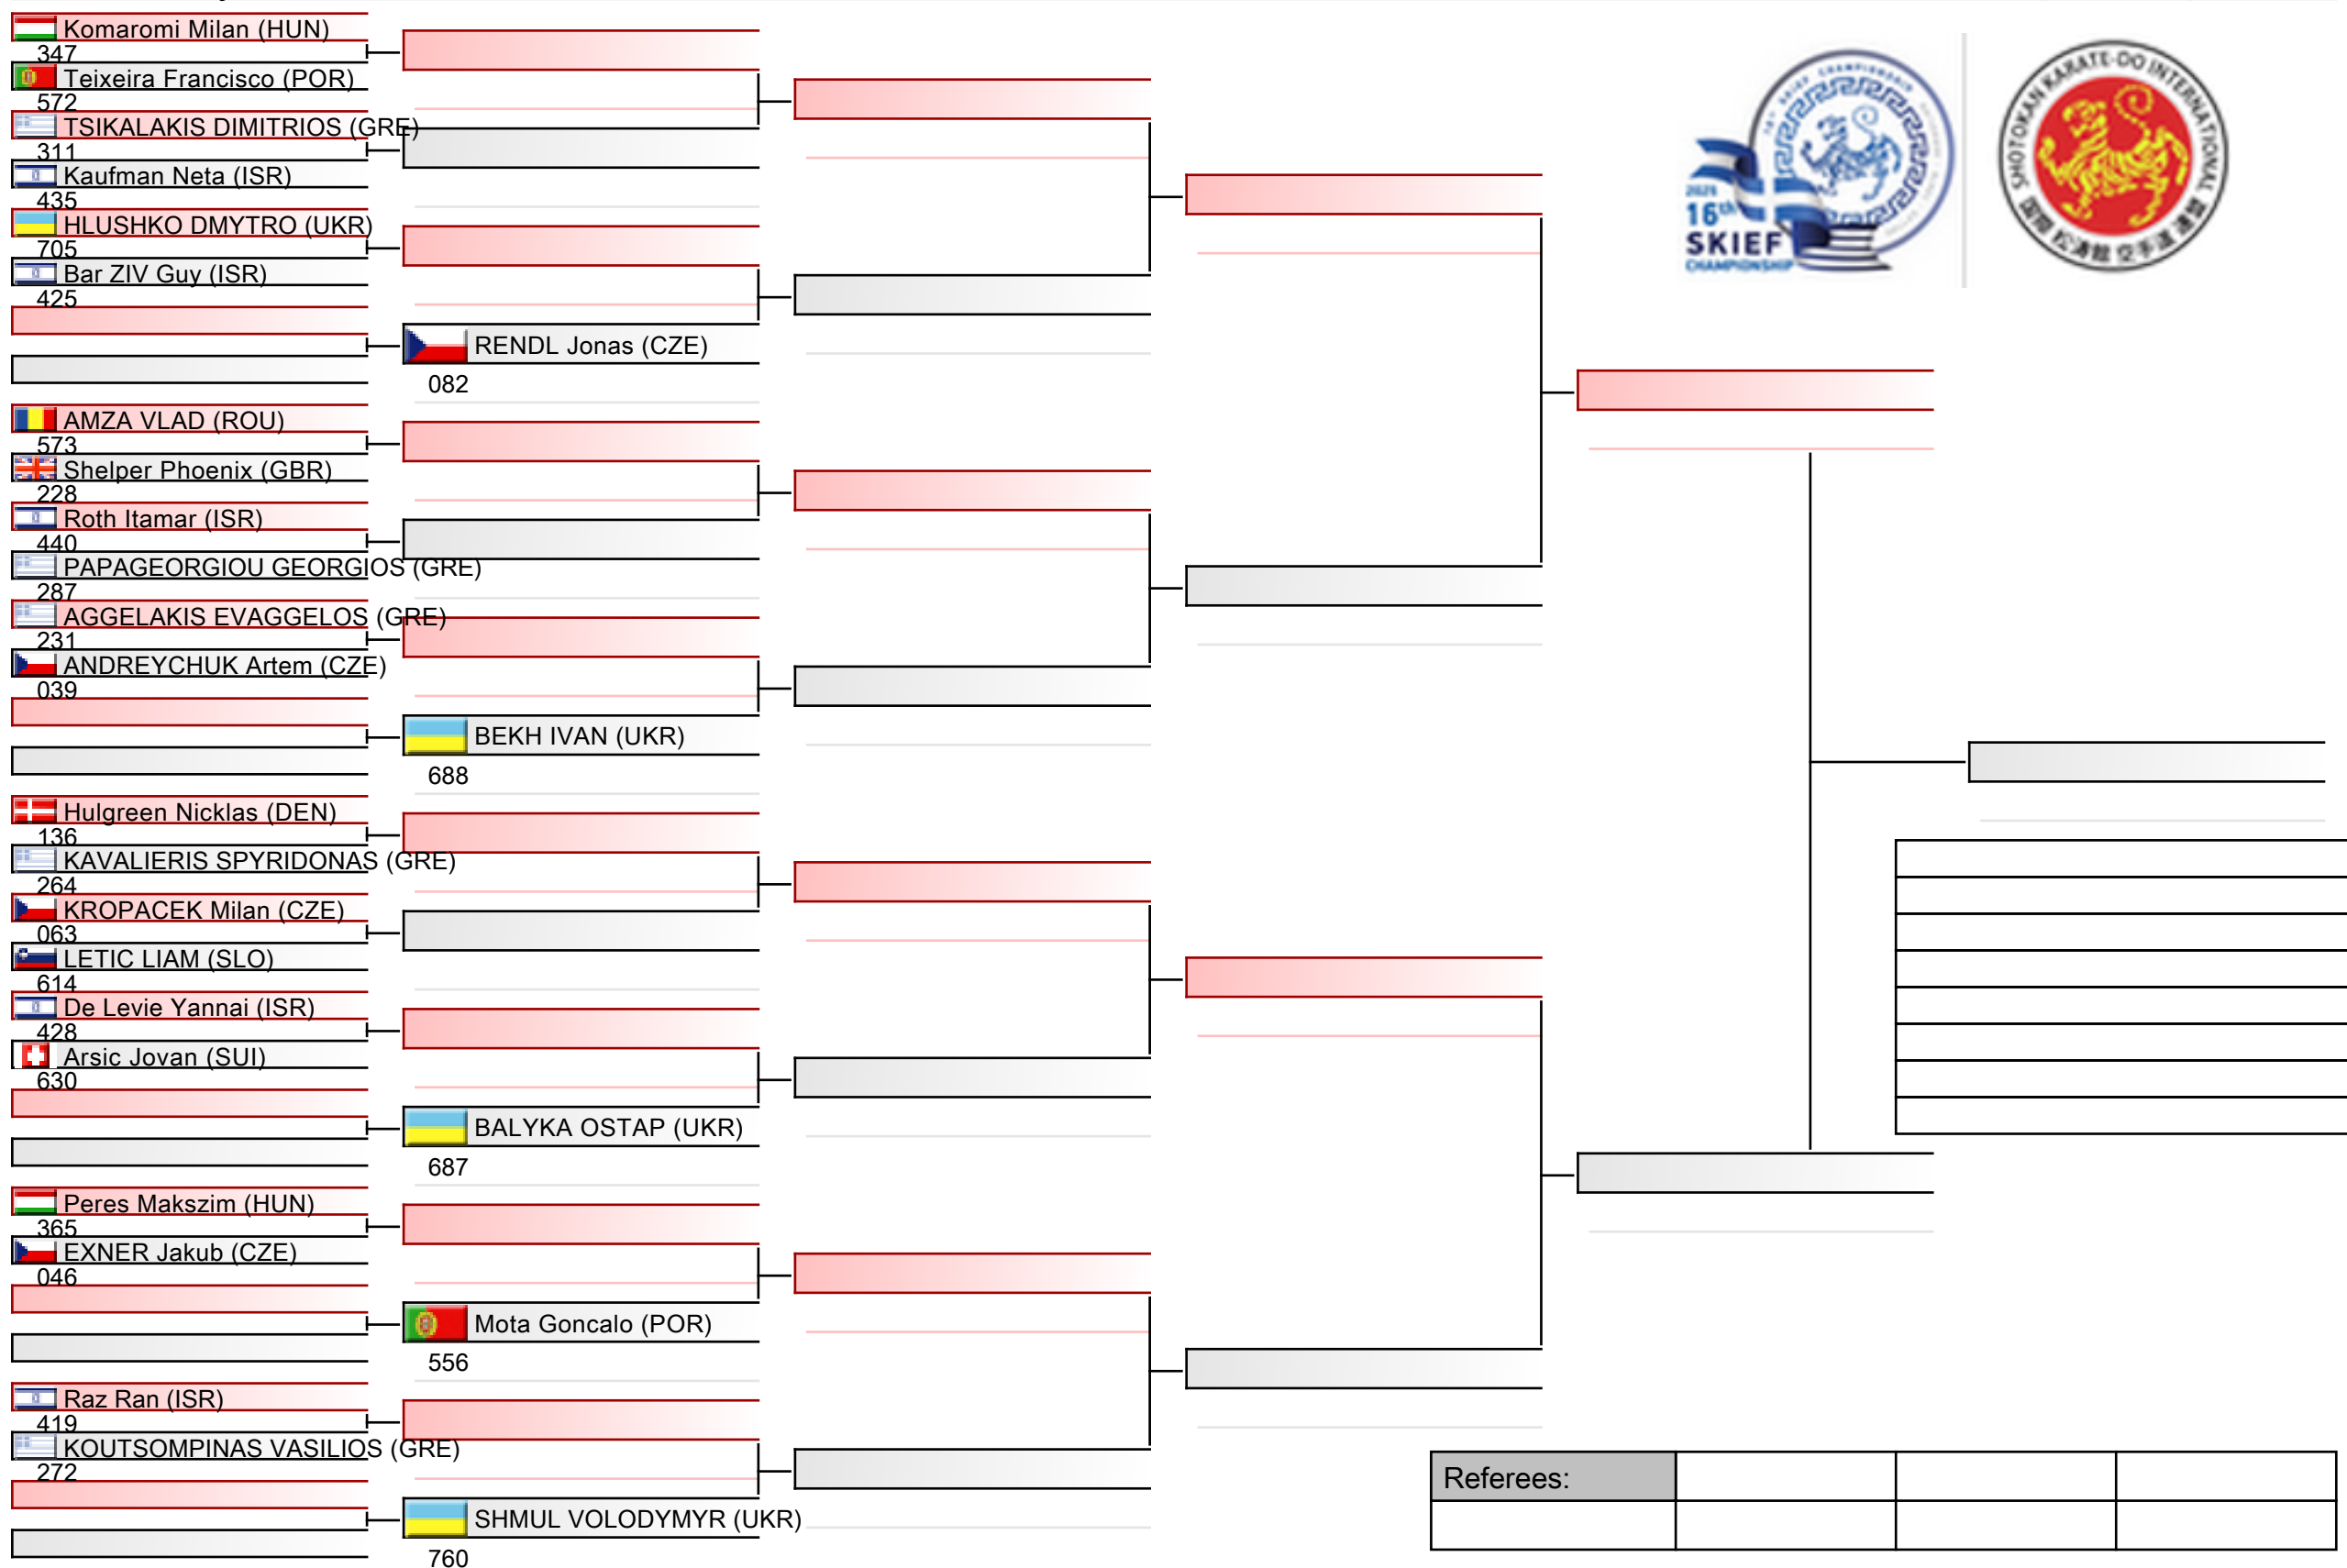 Komaromi Milan (HUN)
347
Teixeira Francisco (POR)
572
TSIKALAKIS DIMITRIOS (GRE)
311
Kaufman Neta (ISR)
435
HLUSHKO DMYTRO (UKR)
705
Bar ZIV Guy (ISR)
425
RENDL Jonas (CZE)
082
AMZA VLAD (ROU)
573
Shelper Phoenix (GBR)
228
Roth Itamar (ISR)
440
PAPAGEORGIOU GEORGIOS (GRE)
287
AGGELAKIS EVAGGELOS (GRE)
231
ANDREYCHUK Artem (CZE)
039
BEKH IVAN (UKR)
688
Hulgreen Nicklas (DEN)
136
KAVALIERIS SPYRIDONAS (GRE)
264
KROPACEK Milan (CZE)
063
LETIC LIAM (SLO)
614
De Levie Yannai (ISR)
428
Arsic Jovan (SUI)
630
BALYKA OSTAP (UKR)
687
Peres Makszim (HUN)
365
EXNER Jakub (CZE)
046
Mota Goncalo (POR)
556
Raz Ran (ISR)
419
KOUTSOMPINAS VASILIOS (GRE)
272
SHMUL VOLODYMYR (UKR)
760
16th
SKIEF
CHAMPIONSHIP
SHOTOKAN KARATE-DO INTERNATIONAL
Referees: